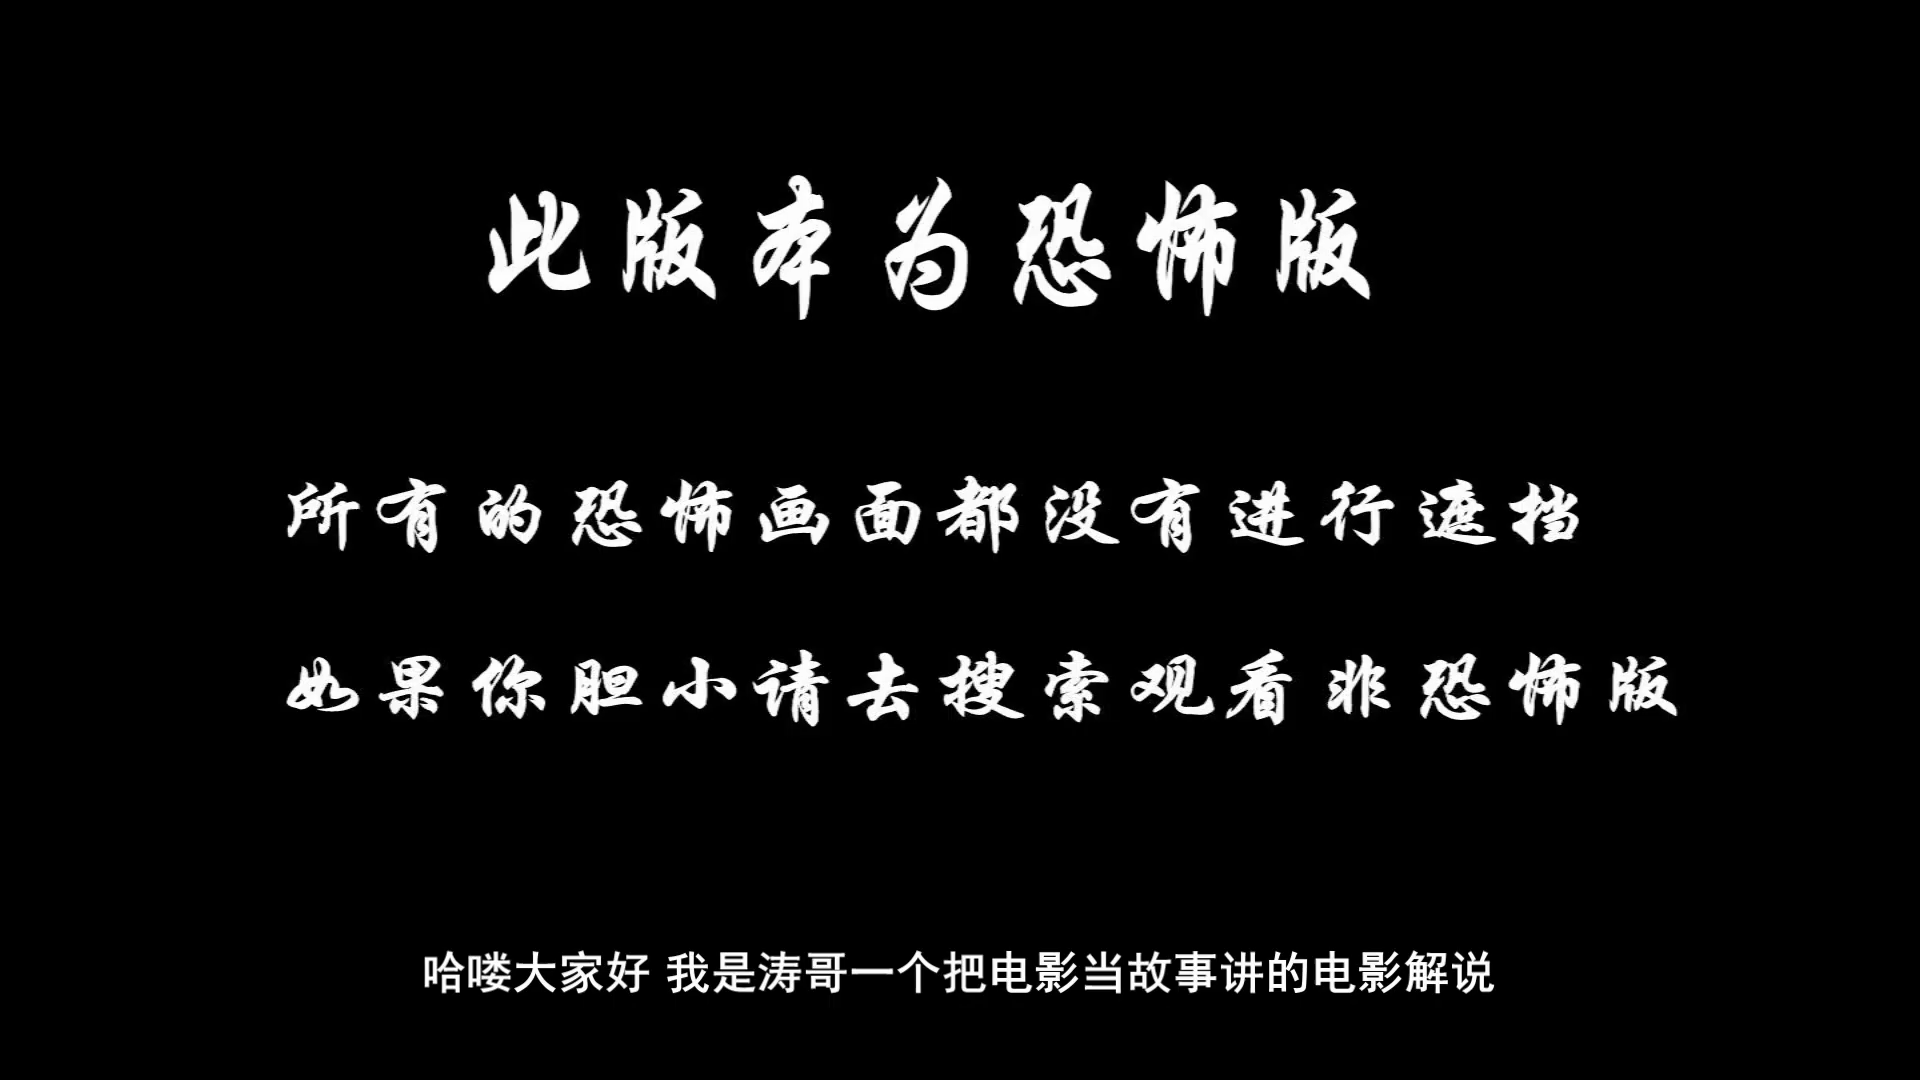 此版本为恐怖版
所有的恐怖画面都没有进行遮挡
如果你胆小请去搜索观看非恐怖版
哈喽大家好 我是涛哥一个把电影当故事讲的电影解说